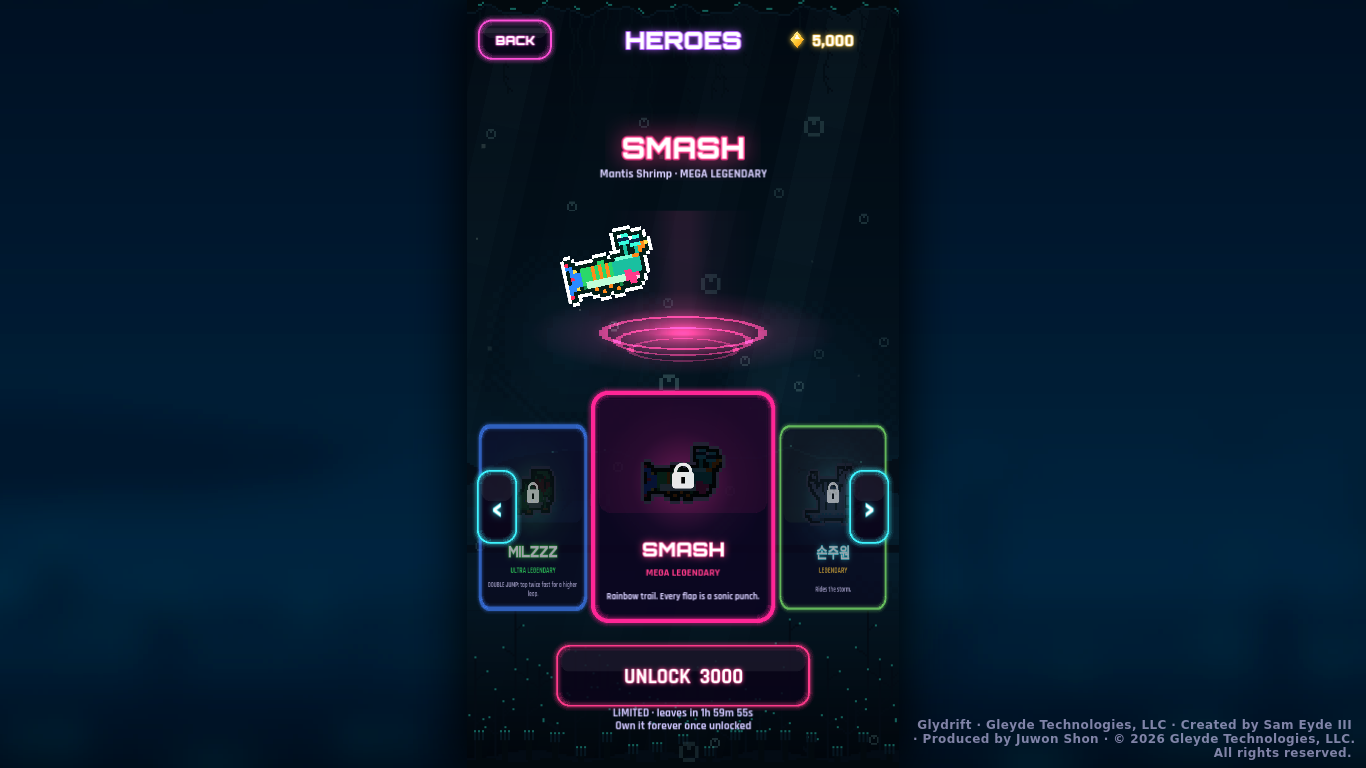 BACK
HEROES
5,000
SMASH
Mantis Shrimp · MEGA LEGENDARY
<
>
MILZZZ
ULTRA LEGENDARY
DOUBLE JUMP: tap twice fast for a higher
leap.
SMASH
MEGA LEGENDARY
Rainbow trail. Every flap is a sonic punch.
손주원
LEGENDARY
Rides the storm.
UNLOCK 3000
LIMITED · leaves in 1h 59m 55s
Own it forever once unlocked
Glydrift · Gleyde Technologies, LLC · Created by Sam Eyde III
· Produced by Juwon Shon · © 2026 Gleyde Technologies, LLC.
All rights reserved.